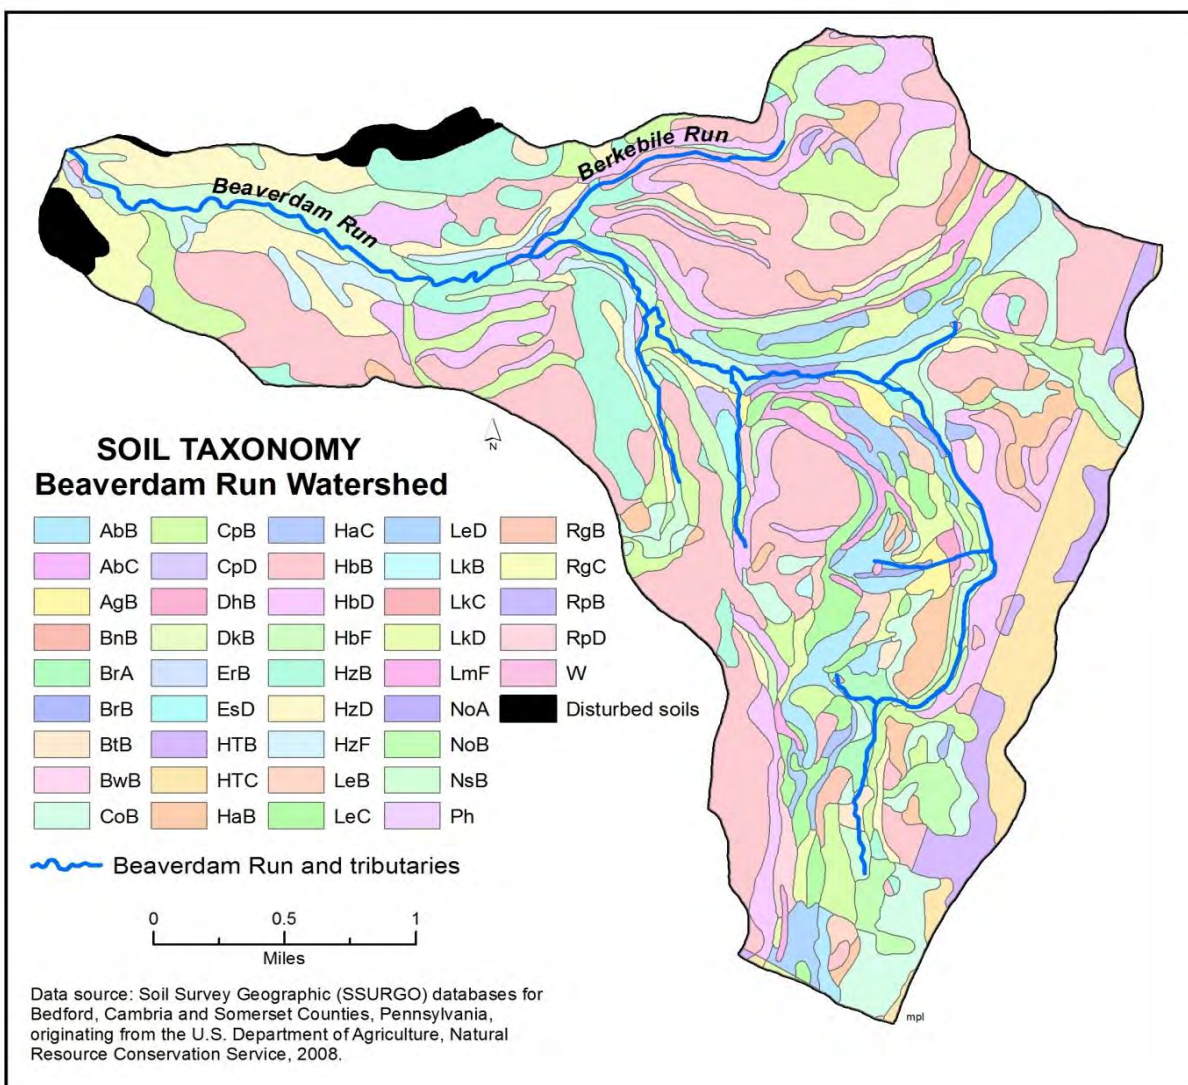 Berkebile Run
Beaverdam Run
N
SOIL TAXONOMY
Beaverdam Run Watershed
AbB CpB HaC LeD RgB
AbC CpD HbB LkB RgC
AgB DhB HbD LkC RpB
BnB DkB HbF LkD RpD
BrA ErB HzB LmF W
BrB EsD HzD NoA Disturbed soils
BtB HTB HzF NoB
BwB HTC LeB NsB
CoB HaB LeC Ph
Beaverdam Run and tributaries
0 0.5 1
Miles
Data source: Soil Survey Geographic (SSURGO) databases for
Bedford, Cambria and Somerset Counties, Pennsylvania,
originating from the U.S. Department of Agriculture, Natural
Resource Conservation Service, 2008.
mpl